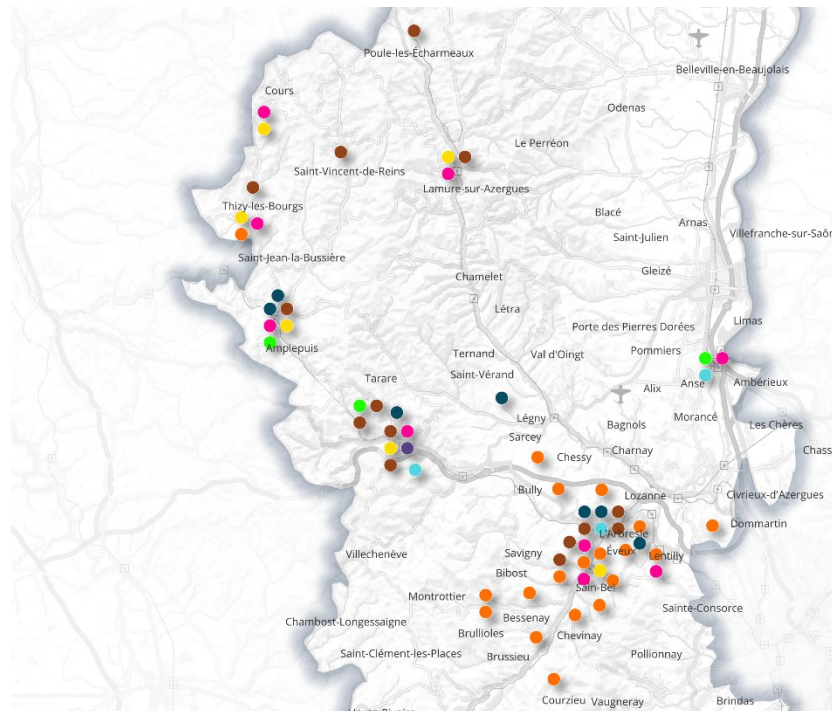 Poule-les-Écharmeaux
Belleville-en-Beaujolais
Cours
Odenas
Le Perréon
Saint-Vincent-de-Reins
Lamure-sur-Azergues
Thizy-les-Bourgs
Blacé
Arnas
Villefranche-sur-Saôn
Saint-Julien
Saint-Jean-la-Bussière
Gleizé
Chamelet
Létra
Limas
Porte des Pierres Dorées
Amplepuis
Ternand
Val d'Oingt
Pommiers
Saint-Vérand
Tarare
Alix
Anse
Ambérieux
Légny
Bagnols
Morancé
Les Chères
Sarcey
Charnay
Chessy
Chass
Bully
Lozanne
Civrieux-d'Azergues
Dommartin
L'Arbresle
Villechenève
Savigny
Éveux
Lentilly
Bibost
Sain-Bel
Montrottier
Sainte-Consorce
Chambost-Longessaigne
Bessenay
Brullioles
Chevinay
Saint-Clément-les-Places
Brussieu
Pollionnay
Courzieu
Vaugneray
Brindas